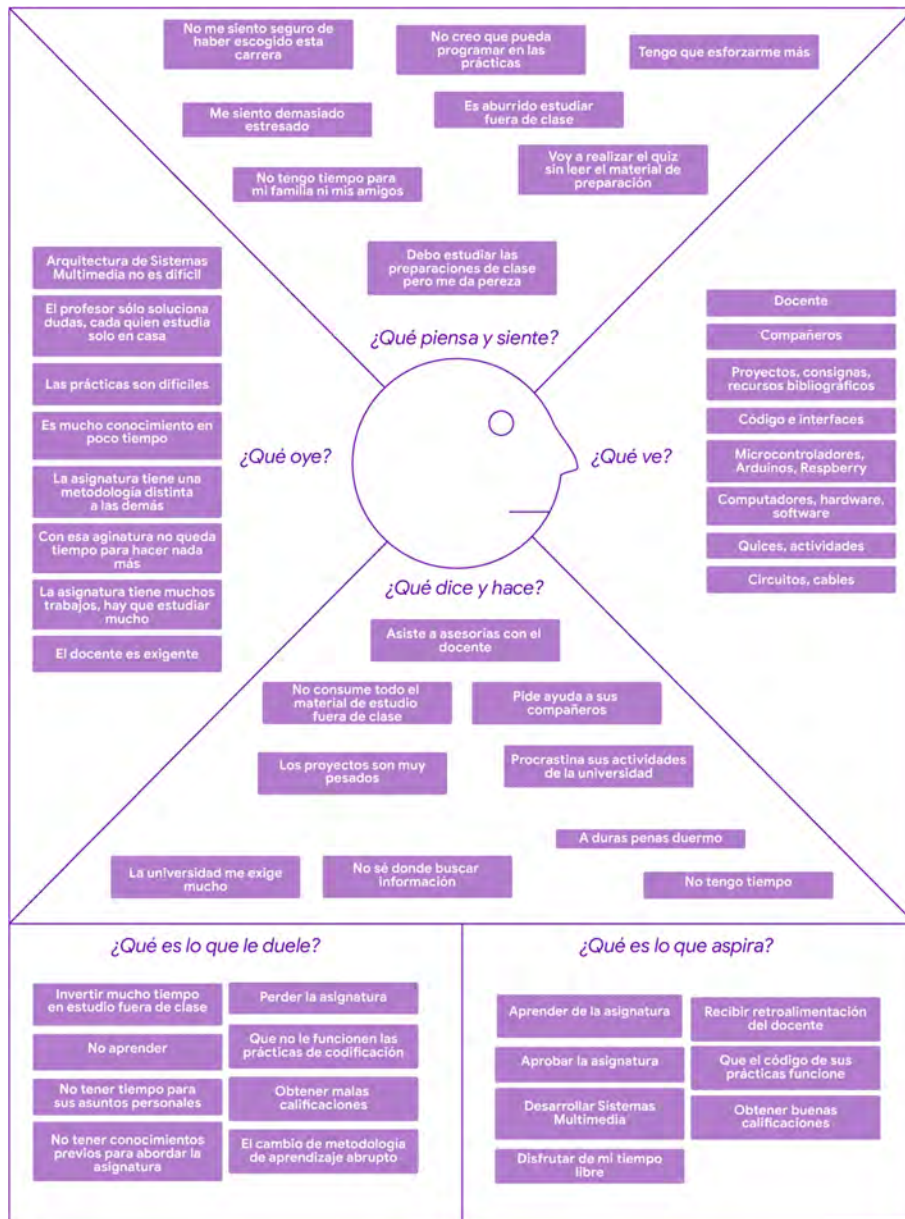 No me siento seguro de
haber escogido esta
carrera
No creo que pueda
programar en las
prácticas
Tengo que esforzarme más
Me siento demasiado
estresado
Es aburrido estudiar
fuera de clase
No tengo tiempo para
mi familia ni mis amigos
Voy a realizar el quiz
sin leer el material de
preparación
Debo estudiar las
preparaciones de clase
pero me da pereza
¿Qué piensa y siente?
Arquitectura de Sistemas
Multimedia no es difícil
El profesor sólo soluciona
dudas, cada quien estudia
solo en casa
Las prácticas son difíciles
Es mucho conocimiento en
poco tiempo
La asignatura tiene una
metodología distinta
a las demás
Con esa aginatura no queda
tiempo para hacer nada
más
La asignatura tiene muchos
trabajos, hay que estudiar
mucho
El docente es exigente
¿Qué oye?
¿Qué ve?
Docente
Compañeros
Proyectos, consignas,
recursos bibliográficos
Código e interfaces
Microcontroladores,
Arduinos, Respberry
Computadores, hardware,
software
Quices, actividades
Circuitos, cables
¿Qué dice y hace?
Asiste a asesorías con el
docente
No consume todo el
material de estudio
fuera de clase
Pide ayuda a sus
compañeros
Los proyectos son muy
pesados
Procrastina sus actividades
de la universidad
A duras penas duermo
La universidad me exige
mucho
No sé donde buscar
información
No tengo tiempo
¿Qué es lo que le duele?
Invertir mucho tiempo
en estudio fuera de clase
Perder la asignatura
No aprender
Que no le funcionen las
prácticas de codificación
No tener tiempo para
sus asuntos personales
Obtener malas
calificaciones
No tener conocimientos
previos para abordar la
asignatura
El cambio de metodología
de aprendizaje abrupto
¿Qué es lo que aspira?
Aprender de la asignatura
Recibir retroalimentación
del docente
Aprobar la asignatura
Que el código de sus
prácticas funcione
Desarrollar Sistemas
Multimedia
Obtener buenas
calificaciones
Disfrutar de mi tiempo
libre